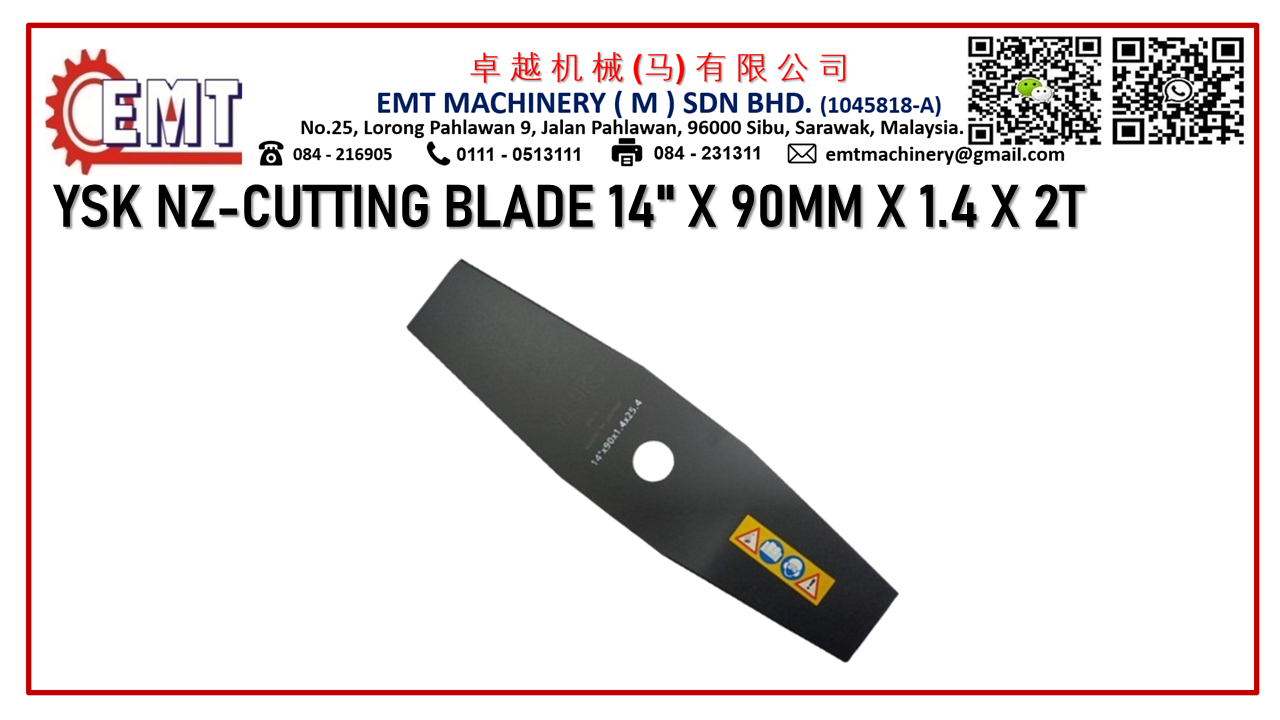 EMT
卓越机械(马)有限公司
EMT MACHINERY ( M ) SDN BHD. (1045818-A)
No.25, Lorong Pahlawan 9, Jalan Pahlawan, 96000 Sibu, Sarawak, Malaysia.
084 - 216905 0111 - 0513111 084 - 231311 emtmachinery@gmail.com
YSK NZ-CUTTING BLADE 14" X 90MM X 1.4 X 2T
14"x90x1.4x25.4